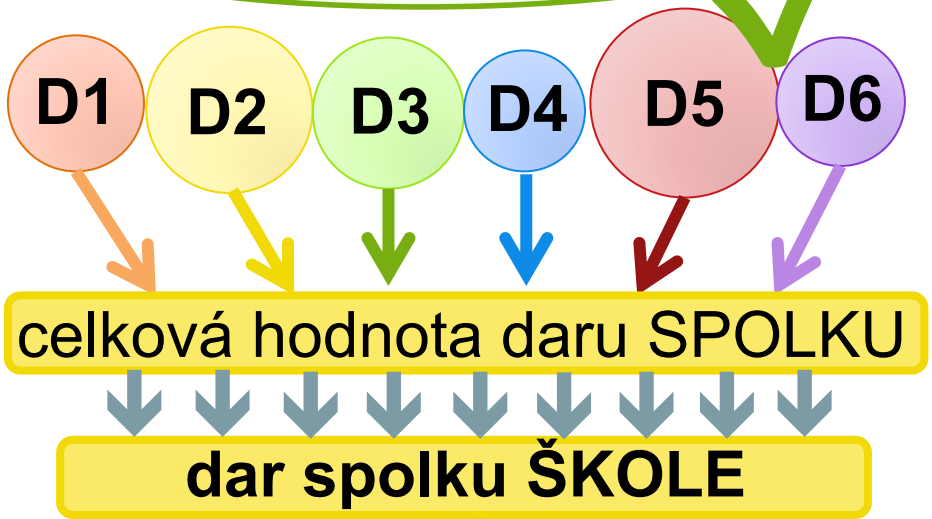 D1 D2 D3 D4 D5 D6
celková hodnota daru SPOLKU
dar spolku ŠKOLE